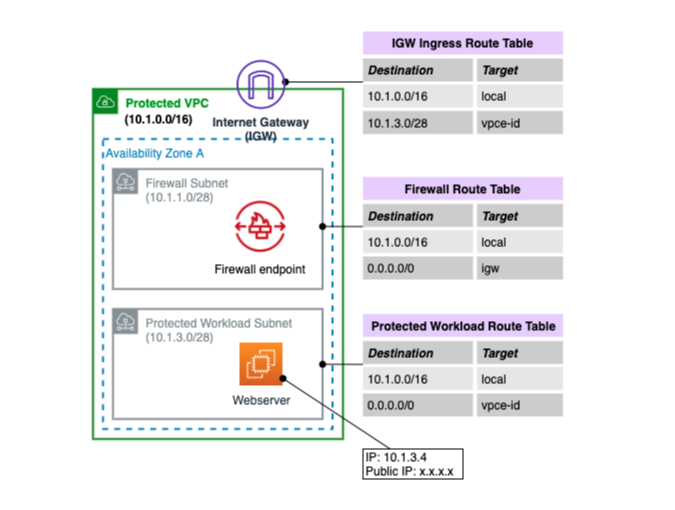 IGW Ingress Route Table
Destination Target
10.1.0.0/16 local
10.1.3.0/28 vpce-id
Protected VPC
(10.1.0.0/16)
Internet Gateway
(IGW)
Availability Zone A
Firewall Subnet
(10.1.1.0/28)
Firewall endpoint
Firewall Route Table
Destination Target
10.1.0.0/16 local
0.0.0.0/0 igw
Protected Workload Subnet
(10.1.3.0/28)
Webserver
Protected Workload Route Table
Destination Target
10.1.0.0/16 local
0.0.0.0/0 vpce-id
IP: 10.1.3.4
Public IP: x.x.x.x